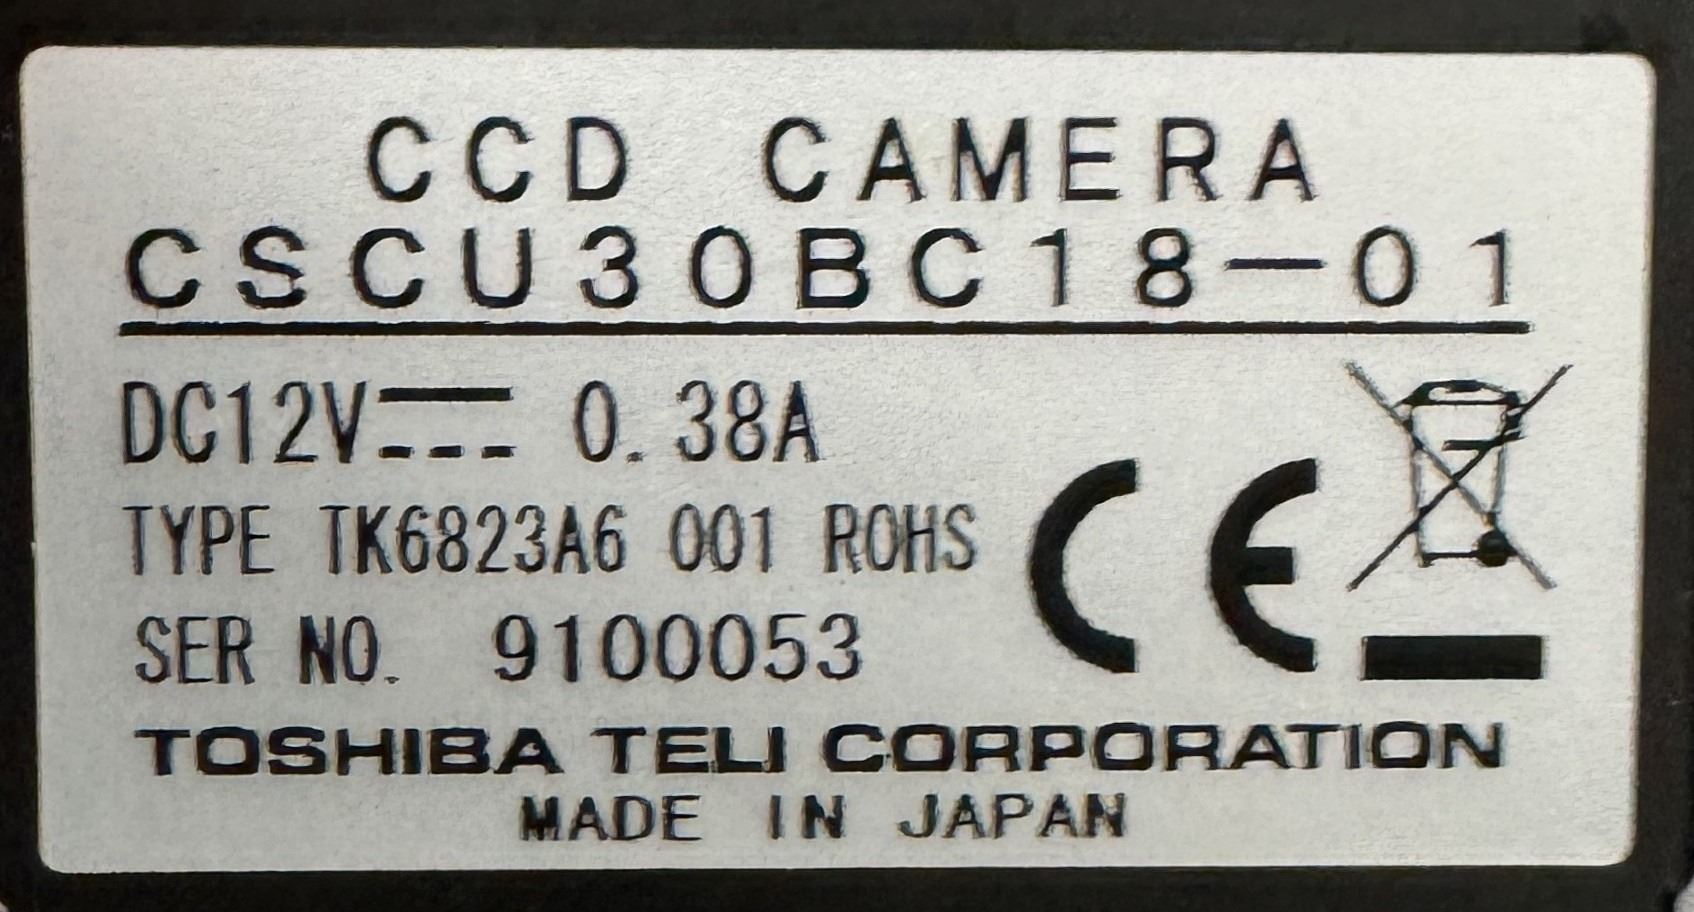 CCD CAMERA
CSCU30BC18-01
DC12V⎓ 0.38A
TYPE TK6823A6 001 ROHS
SER NO. 9100053
CE
TOSHIBA TELI CORPORATION
MADE IN JAPAN